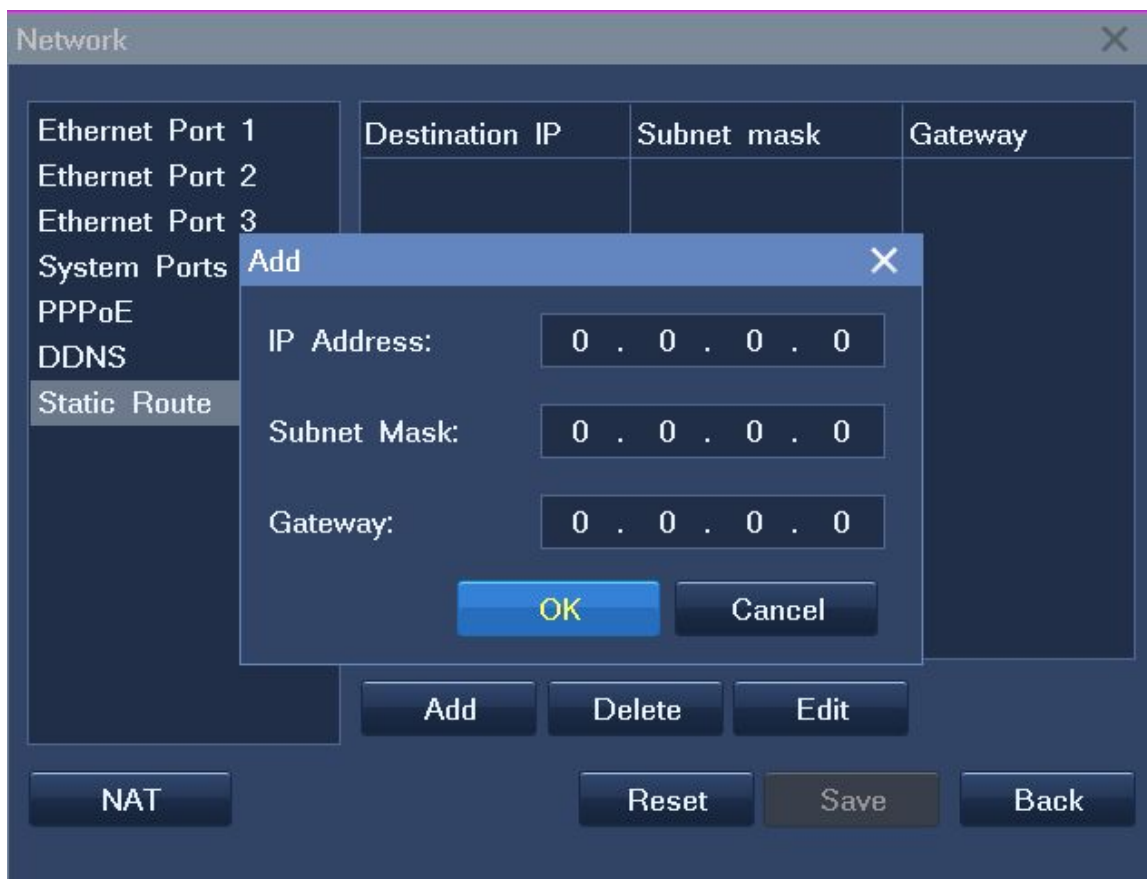 Network
Ethernet Port 1
Ethernet Port 2
Ethernet Port 3
System Ports
PPPoE
DDNS
Static Route
Destination IP Subnet mask Gateway
Add
IP Address: 0 . 0 . 0 . 0
Subnet Mask: 0 . 0 . 0 . 0
Gateway: 0 . 0 . 0 . 0
OK Cancel
Add Delete Edit
NAT Reset Save Back